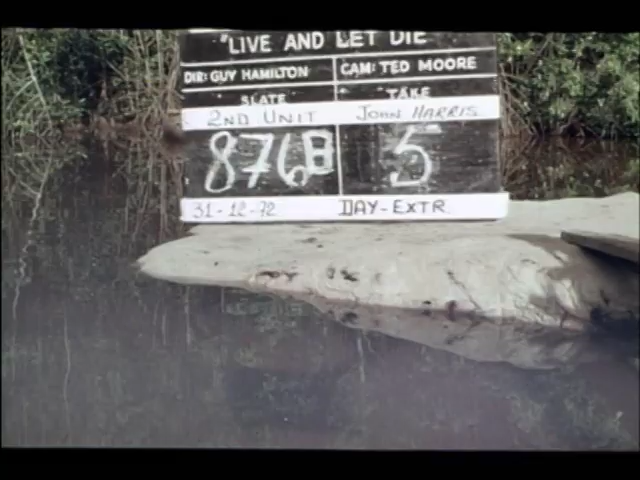 "LIVE AND LET DIE"
DIR: GUY HAMILTON CAM: TED MOORE
SLATE TAKE
2ND UNIT JOHN HARRIS
876B 5
31-12-72 DAY-EXTR.